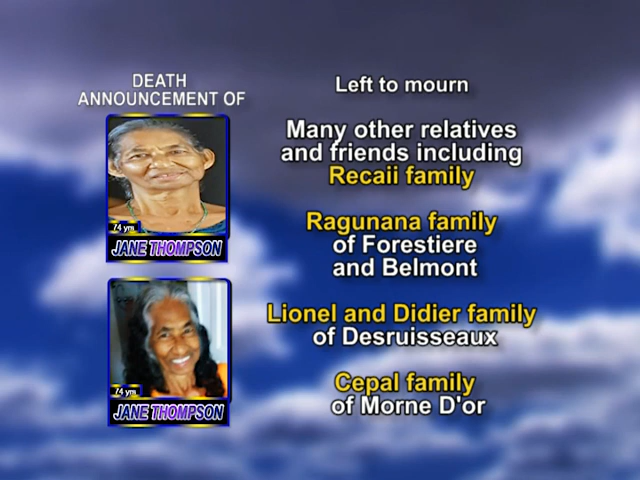 DEATH
ANNOUNCEMENT OF
74 yrs
JANE THOMPSON
74 yrs
JANE THOMPSON
Left to mourn
Many other relatives
and friends including
Recaii family
Ragunana family
of Forestiere
and Belmont
Lionel and Didier family
of Desruisseaux
Cepal family
of Morne D'or